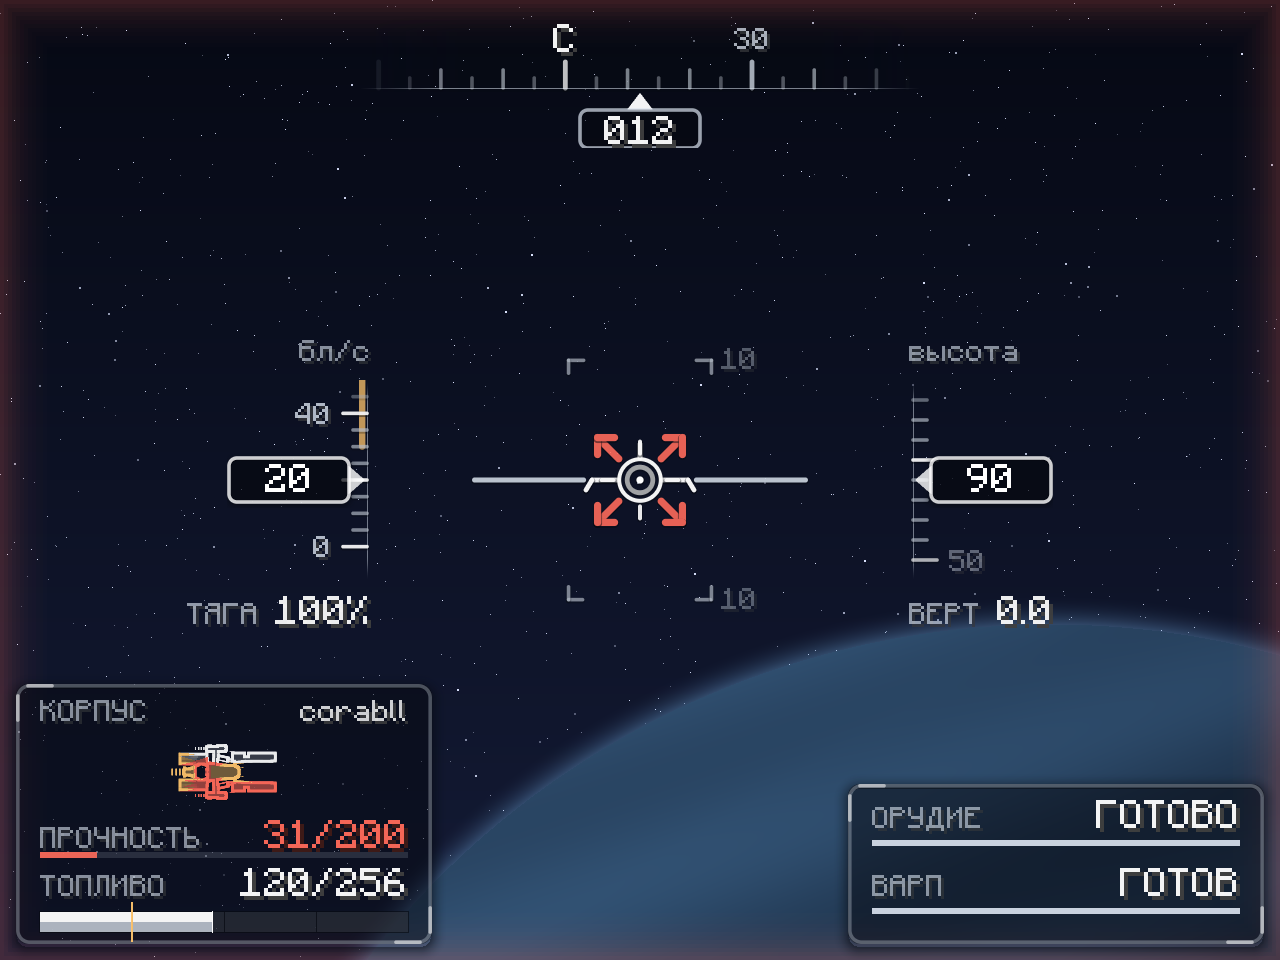 С 30
012
бл/с
высота
10
40
20
90
0
50
10
ТЯГА 100%
ВЕРТ 0.0
КОРПУС corabll
ПРОЧНОСТЬ 31/200
ТОПЛИВО 120/256
ОРУДИЕ ГОТОВО
ВАРП ГОТОВ